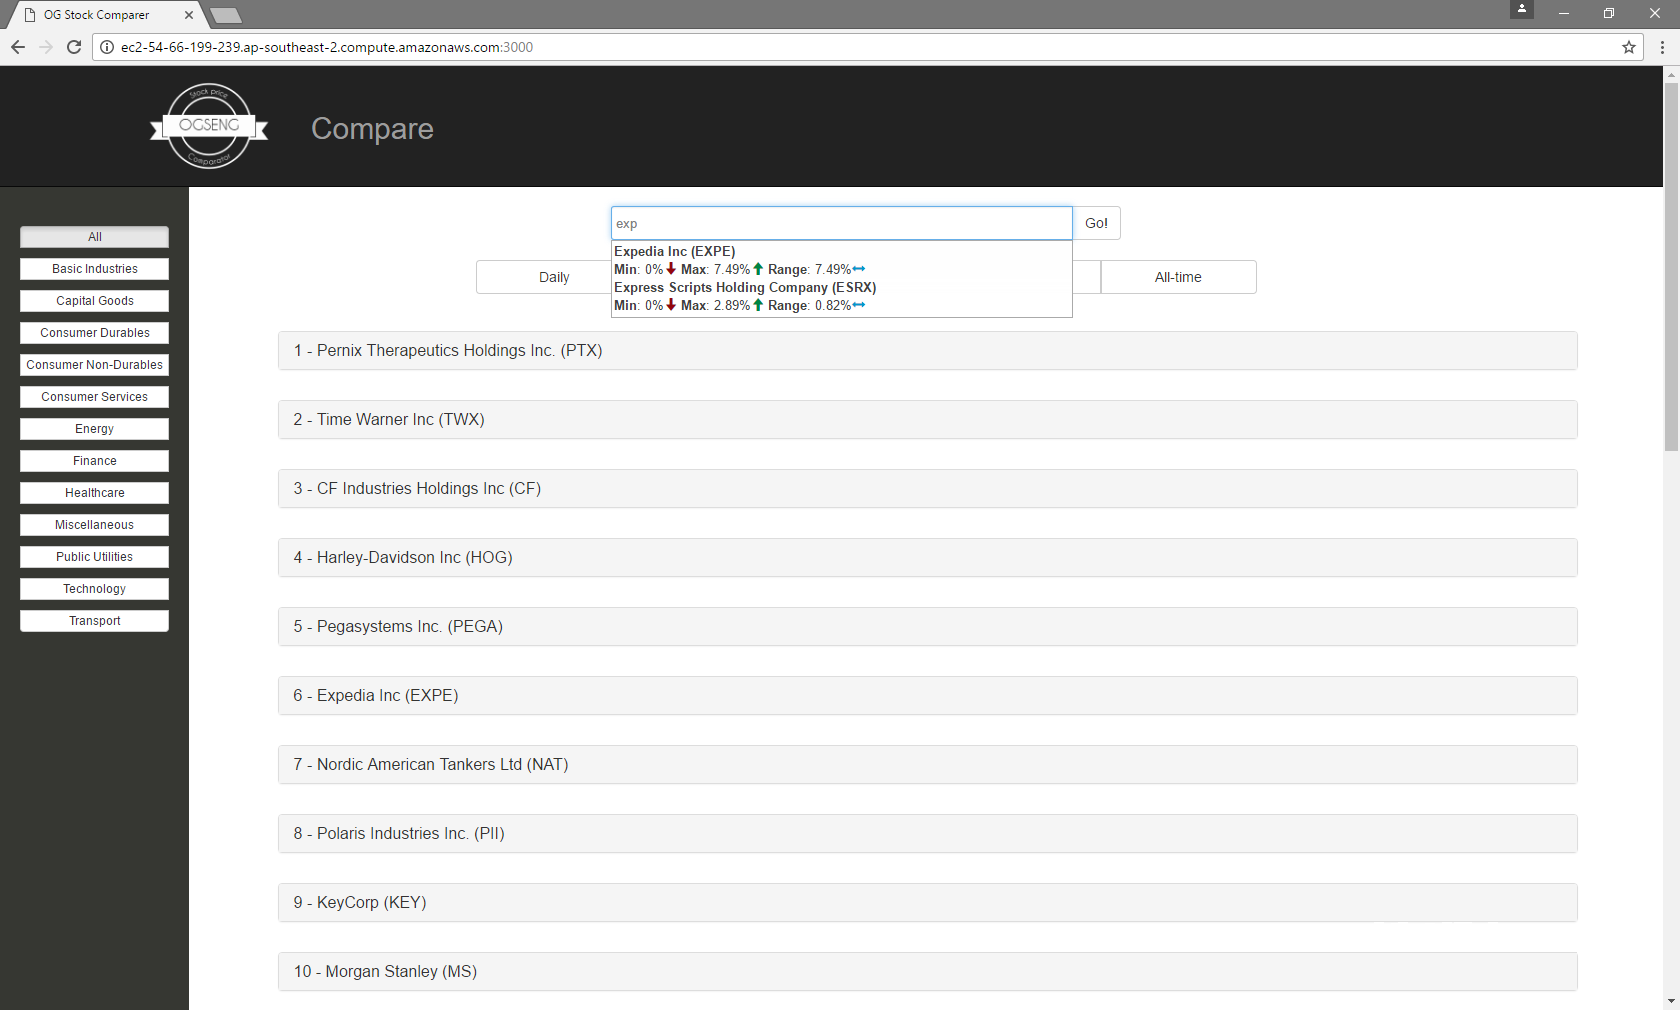 OG Stock Comparer
ec2-54-66-199-239.ap-southeast-2.compute.amazonaws.com:3000
Stock price
OGSENG
Comparator
Compare
All
Basic Industries
Capital Goods
Consumer Durables
Consumer Non-Durables
Consumer Services
Energy
Finance
Healthcare
Miscellaneous
Public Utilities
Technology
Transport
exp
Go!
Expedia Inc (EXPE)
Min: 0% Max: 7.49% Range: 7.49%
Express Scripts Holding Company (ESRX)
Min: 0% Max: 2.89% Range: 0.82%
Daily
All-time
1 - Pernix Therapeutics Holdings Inc. (PTX)
2 - Time Warner Inc (TWX)
3 - CF Industries Holdings Inc (CF)
4 - Harley-Davidson Inc (HOG)
5 - Pegasystems Inc. (PEGA)
6 - Expedia Inc (EXPE)
7 - Nordic American Tankers Ltd (NAT)
8 - Polaris Industries Inc. (PII)
9 - KeyCorp (KEY)
10 - Morgan Stanley (MS)